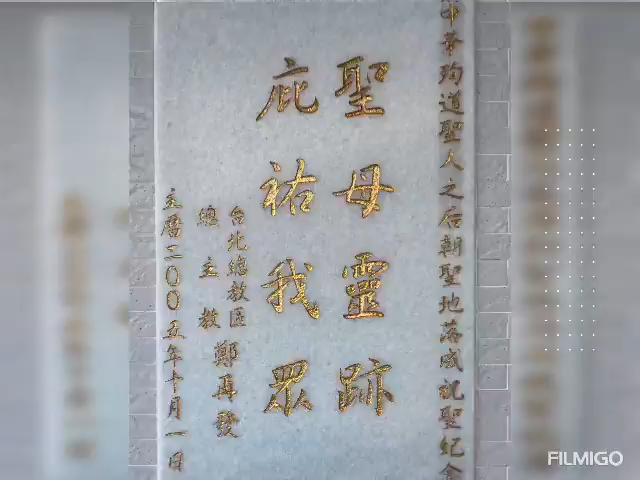 中華殉道聖人之后朝聖地落成祝聖紀念
聖母靈跡
庇祐我眾
台北總教區
總主教 鄭再發
主曆二〇〇五年十月一日
FILMIGO